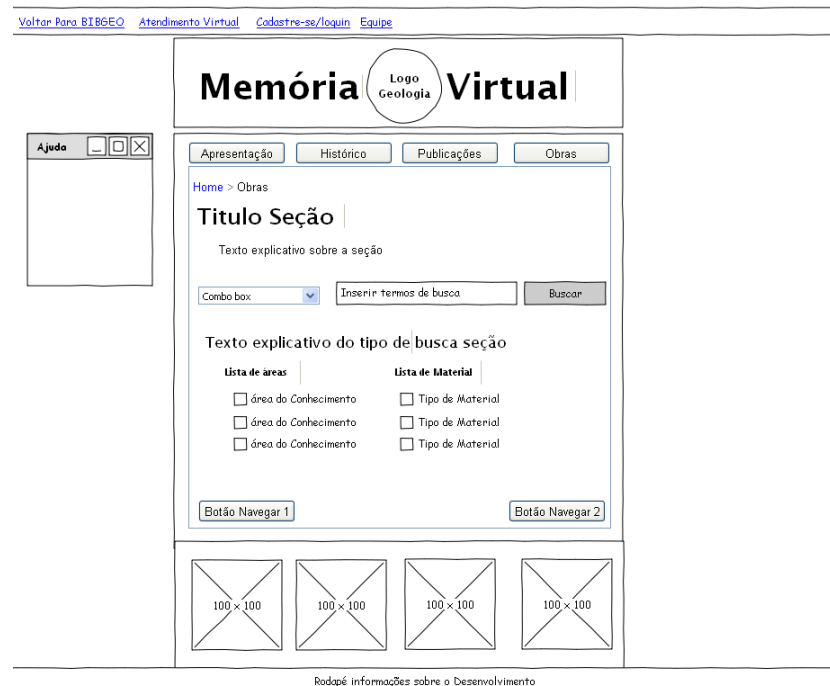 Voltar Para BIBGEO Atendimento Virtual Cadastre-se/loquin Equipe
Memória Logo Geologia Virtual
Ajuda
Apresentação Histórico Publicações Obras
Home > Obras
Titulo Seção
Texto explicativo sobre a seção
Combo box Inserir termos de busca Buscar
Texto explicativo do tipo de busca seção
Lista de àreas Lista de Material
área do Conhecimento Tipo de Material
área do Conhecimento Tipo de Material
área do Conhecimento Tipo de Material
Botão Navegar 1 Botão Navegar 2
100 x 100 100 x 100 100 x 100 100 x 100
Rodapé informações sobre o Desenvolvimento